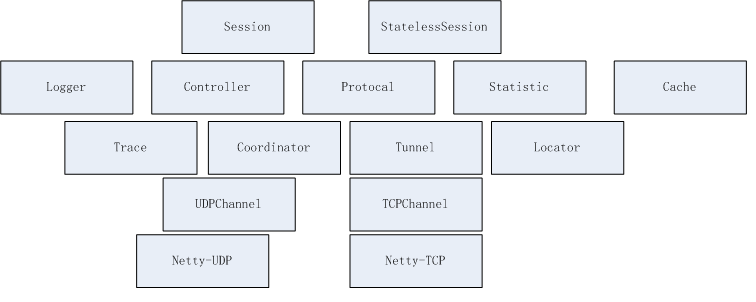 Session
StatelessSession
Logger
Controller
Protocal
Statistic
Cache
Trace
Coordinator
Tunnel
Locator
UDPChannel
TCPChannel
Netty-UDP
Netty-TCP